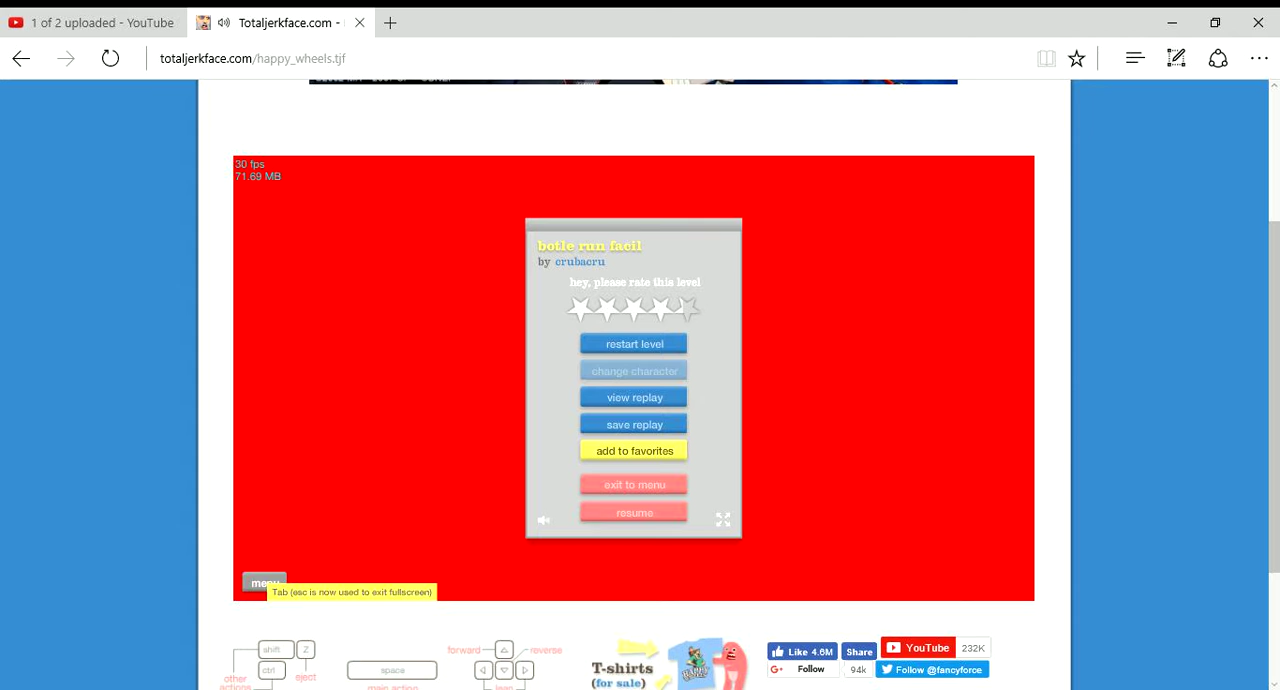 1 of 2 uploaded - YouTube
Totaljerkface.com -
totaljerkface.com/happy_wheels.tjf
30 fps
71.69 MB
botle run facil
by crubacru
hey, please rate this level
restart level
change character
view replay
save replay
add to favorites
exit to menu
resume
menu
Tab (esc is now used to exit fullscreen)
shift
Z
ctrl
eject
other
actions
space
main action
forward
reverse
lean
T-shirts
(for sale)
Like 4.6M
Share
YouTube
232K
Follow
94k
Follow @fancyforce